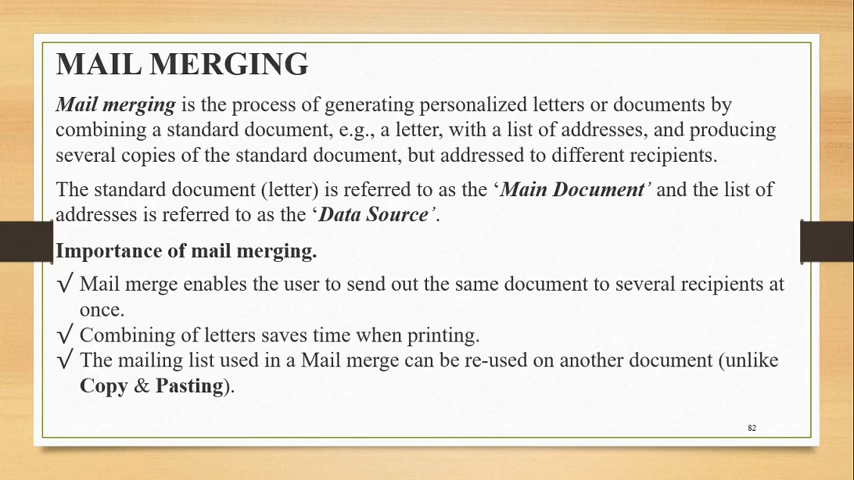 MAIL MERGING
Mail merging is the process of generating personalized letters or documents by
combining a standard document, e.g., a letter, with a list of addresses, and producing
several copies of the standard document, but addressed to different recipients.
The standard document (letter) is referred to as the ‘Main Document’ and the list of
addresses is referred to as the ‘Data Source’.
Importance of mail merging.
√ Mail merge enables the user to send out the same document to several recipients at
once.
√ Combining of letters saves time when printing.
√ The mailing list used in a Mail merge can be re-used on another document (unlike
Copy & Pasting).
82